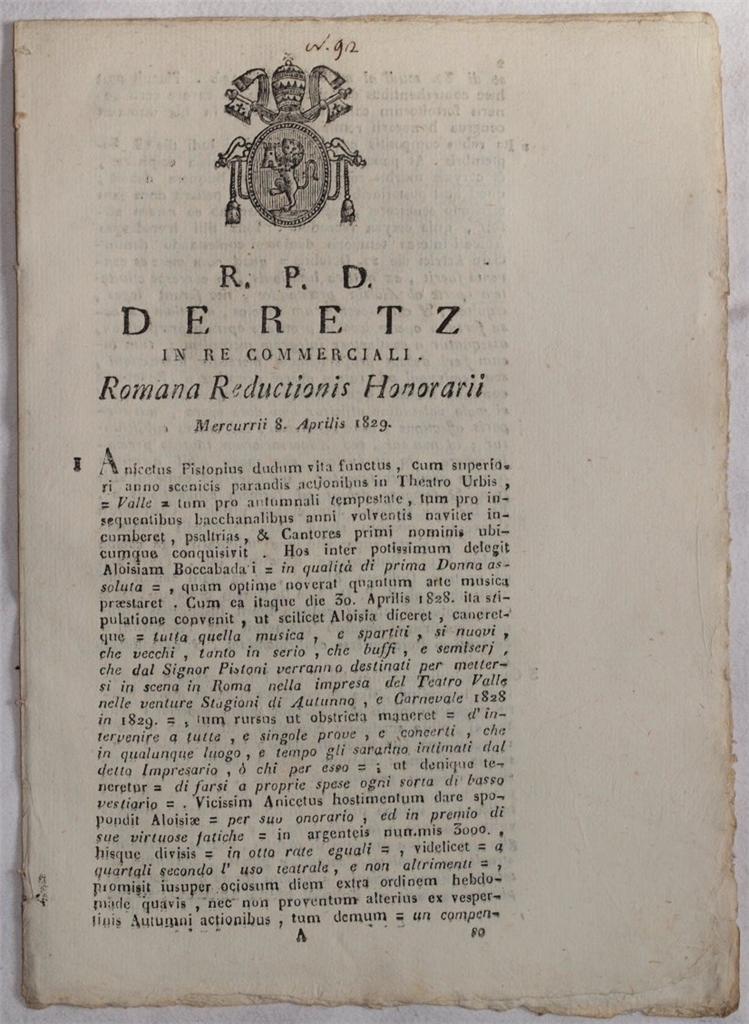 N. 92
R. P. D.
DE RETZ
IN RE COMMERCIALI.
Romana Reductionis Honorarii
Mercurrii 8. Aprilis 1829.
1 Anicetus Pistonius dudum vita functus, cum superio-
ri anno scenicis parandis actionibus in Theatro Urbis,
= Valle = tum pro autumnali tempestate, tum pro in-
sequentibus bacchanalibus anni volventis naviter in-
cumberet, psaltrias, & Cantores primi nominis ubi-
cumque conquisivit. Hos inter potissimum delegit
Aloisiam Boccabadai = in qualità di prima Donna as-
soluta =, quam optime noverat quantum arte musica
præstaret. Cum ea itaque die 30. Aprilis 1828. ita sti-
pulatione convenit, ut scilicet Aloisia diceret, caneret-
que = tutta quella musica, e spartiti, si nuovi,
che vecchi, tanto in serio, che buffi, e semiserj,
che dal Signor Pistoni verranno destinati per metter-
si in scena in Roma nella impresa del Teatro Valle
nelle venture Stagioni di Autunno, e Carnevale 1828
in 1829. =, tum rursus ut obstricta maneret = d'in-
tervenire a tutte, e singole prove, e concerti, che
in qualunque luogo, e tempo gli saranno intimati dal
detto Impresario, ò chi per esso =; ut denique te-
neretur = di farsi a proprie spese ogni sorta di basso
vestiario =. Vicissim Anicetus hostimentum dare spo-
pondit Aloisiæ = per suo onorario, ed in premio di
sue virtuose fatiche = in argenteis nummis 3000.,
hisque divisis = in otto rate eguali =, videlicet = a
quartali secondo l' uso teatrale, e non altrimenti =,
promisit iusuper ociosum diem extra ordinem hebdo-
madæ quavis, nec non proventum alterius ex vesper-
tinis Autumni actionibus, tum demum = un compen-
A so